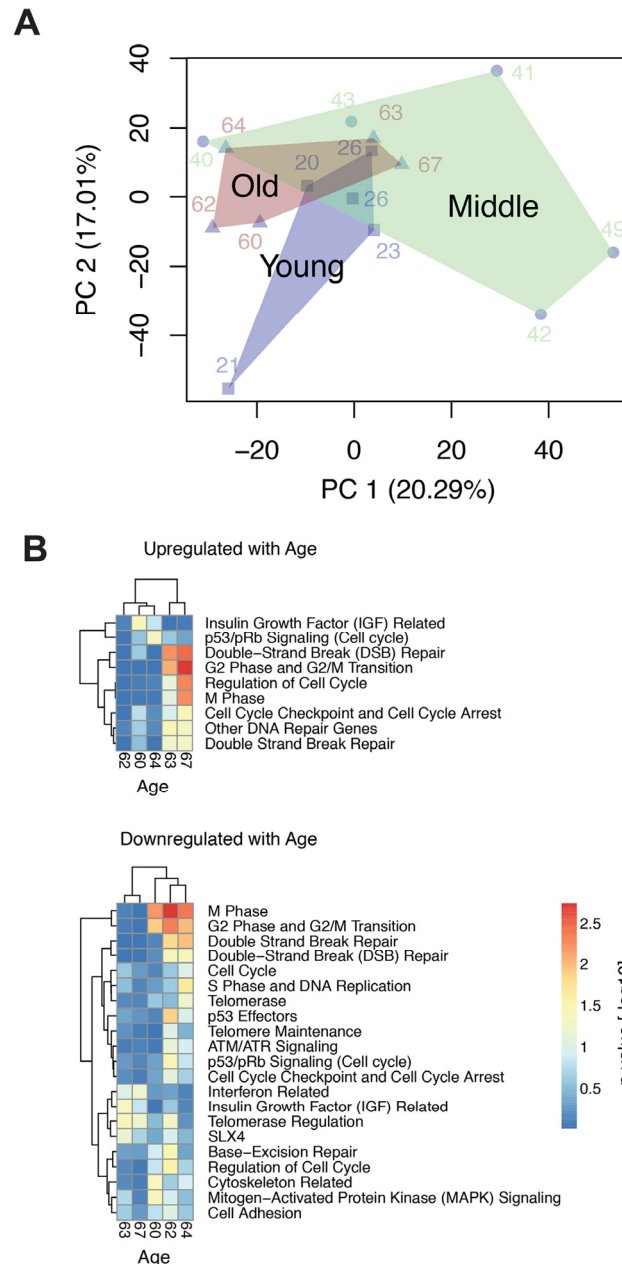 A
PC 2 (17.01%)
40
20
0
−20
−40
−20
0
20
40
PC 1 (20.29%)
41
43
64
63
40
26
20
67
Old
62
26
Middle
60
23
49
Young
42
21
B
Upregulated with Age
Insulin Growth Factor (IGF) Related
p53/pRb Signaling (Cell cycle)
Double-Strand Break (DSB) Repair
G2 Phase and G2/M Transition
Regulation of Cell Cycle
M Phase
Cell Cycle Checkpoint and Cell Cycle Arrest
Other DNA Repair Genes
Double Strand Break Repair
62 60 64 63 67
Age
Downregulated with Age
M Phase
G2 Phase and G2/M Transition
Double Strand Break Repair
Double-Strand Break (DSB) Repair
Cell Cycle
S Phase and DNA Replication
Telomerase
p53 Effectors
Telomere Maintenance
ATM/ATR Signaling
p53/pRb Signaling (Cell cycle)
Cell Cycle Checkpoint and Cell Cycle Arrest
Interferon Related
Insulin Growth Factor (IGF) Related
Telomerase Regulation
SLX4
Base-Excision Repair
Regulation of Cell Cycle
Cytoskeleton Related
Mitogen-Activated Protein Kinase (MAPK) Signaling
Cell Adhesion
63 67 60 62 64
Age
2.5
2
1.5
1
0.5